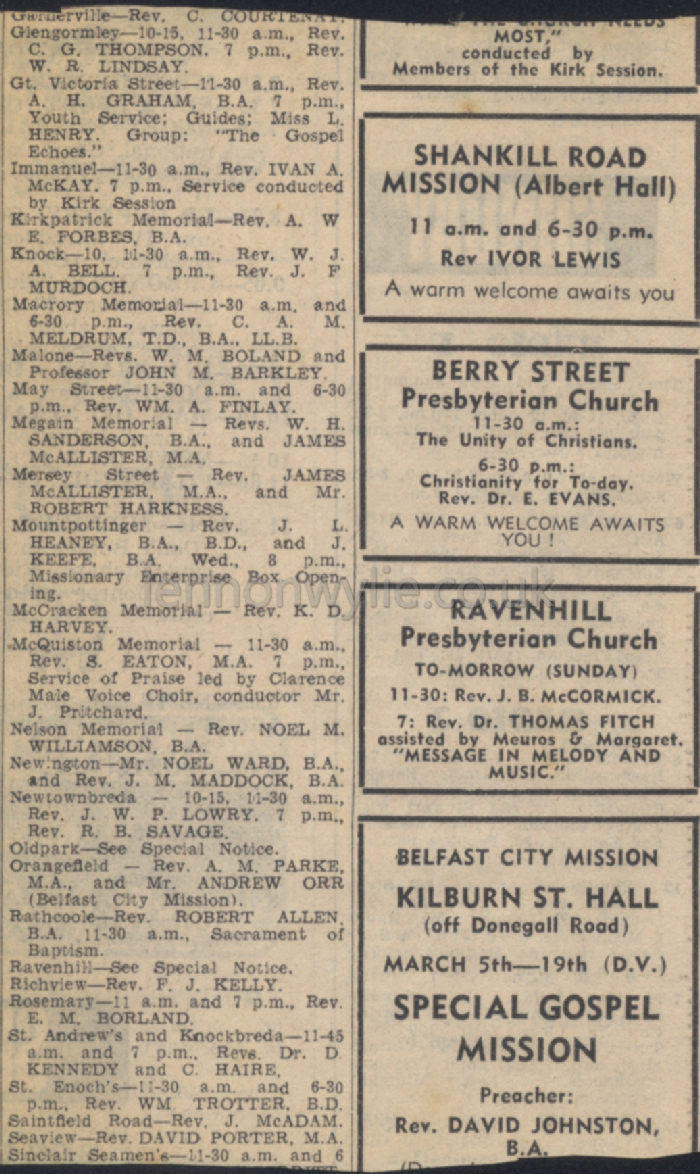 Garnerville—Rev. C. COURTENAY.
Glengormley—10-15, 11-30 a.m., Rev.
C. G. THOMPSON. 7 p.m., Rev.
W. R. LINDSAY.
Gt. Victoria Street—11-30 a.m., Rev.
A. H. GRAHAM, B.A. 7 p.m.,
Youth Service; Guides; Miss L.
HENRY. Group: "The Gospel
Echoes."
Immanuel—11-30 a.m., Rev. IVAN A.
McKAY. 7 p.m., Service conducted
by Kirk Session
Kirkpatrick Memorial—Rev. A. W
E. FORBES, B.A.
Knock—10, 11-30 a.m., Rev. W. J.
A. BELL. 7 p.m., Rev. J. F
MURDOCH.
Macrory Memorial—11-30 a.m. and
6-30 p.m., Rev. C. A. M.
MELDRUM, T.D., B.A., LL.B.
Malone—Revs. W. M. BOLAND and
Professor JOHN M. BARKLEY.
May Street—11-30 a.m. and 6-30
p.m., Rev. WM. A. FINLAY.
Megain Memorial — Revs. W. H.
SANDERSON, B.A., and JAMES
McALLISTER, M.A.
Mersey Street — Rev. JAMES
McALLISTER, M.A., and Mr.
ROBERT HARKNESS.
Mountpottinger — Rev. J. L.
HEANEY, B.A., B.D., and J.
KEEFE, B.A. Wed., 8 p.m.,
Missionary Enterprise Box Open-
ing.
McCracken Memorial — Rev. K. D.
HARVEY.
McQuiston Memorial — 11-30 a.m.,
Rev. S. EATON, M.A. 7 p.m.,
Service of Praise led by Clarence
Male Voice Choir, conductor Mr.
J. Pritchard.
Nelson Memorial — Rev. NOEL M.
WILLIAMSON, B.A.
Newington—Mr. NOEL WARD, B.A.,
and Rev. J. M. MADDOCK, B.A.
Newtownbreda — 10-15, 11-30 a.m.,
Rev. J. W. P. LOWRY. 7 p.m.,
Rev. R. B. SAVAGE.
Oldpark—See Special Notice.
Orangefield — Rev. A. M. PARKE,
M.A., and Mr. ANDREW ORR
(Belfast City Mission).
Rathcoole—Rev. ROBERT ALLEN,
B.A. 11-30 a.m., Sacrament of
Baptism.
Ravenhill—See Special Notice.
Richview—Rev. F. J. KELLY.
Rosemary—11 a.m. and 7 p.m., Rev.
E. M. BORLAND.
St. Andrew's and Knockbreda—11-45
a.m. and 7 p.m., Revs. Dr. D.
KENNEDY and C. HAIRE.
St. Enoch's—11-30 a.m. and 6-30
p.m., Rev. WM. TROTTER, B.D.
Saintfield Road—Rev. J. McADAM.
Seaview—Rev. DAVID PORTER, M.A.
Sinclair Seamen's—11-30 a.m. and 6
THE CHURCH NEEDS
MOST,"
conducted by
Members of the Kirk Session.
SHANKILL ROAD
MISSION (Albert Hall)
11 a.m. and 6-30 p.m.
Rev IVOR LEWIS
A warm welcome awaits you
BERRY STREET
Presbyterian Church
11-30 a.m.:
The Unity of Christians.
6-30 p.m.:
Christianity for To-day.
Rev. Dr. E. EVANS.
A WARM WELCOME AWAITS
YOU !
RAVENHILL
Presbyterian Church
TO-MORROW (SUNDAY)
11-30: Rev. J. B. McCORMICK.
7: Rev. Dr. THOMAS FITCH
assisted by Meuros & Margaret.
"MESSAGE IN MELODY AND
MUSIC."
BELFAST CITY MISSION
KILBURN ST. HALL
(off Donegall Road)
MARCH 5th—19th (D.V.)
SPECIAL GOSPEL
MISSION
Preacher:
Rev. DAVID JOHNSTON,
B.A.
lennonwylie.co.uk